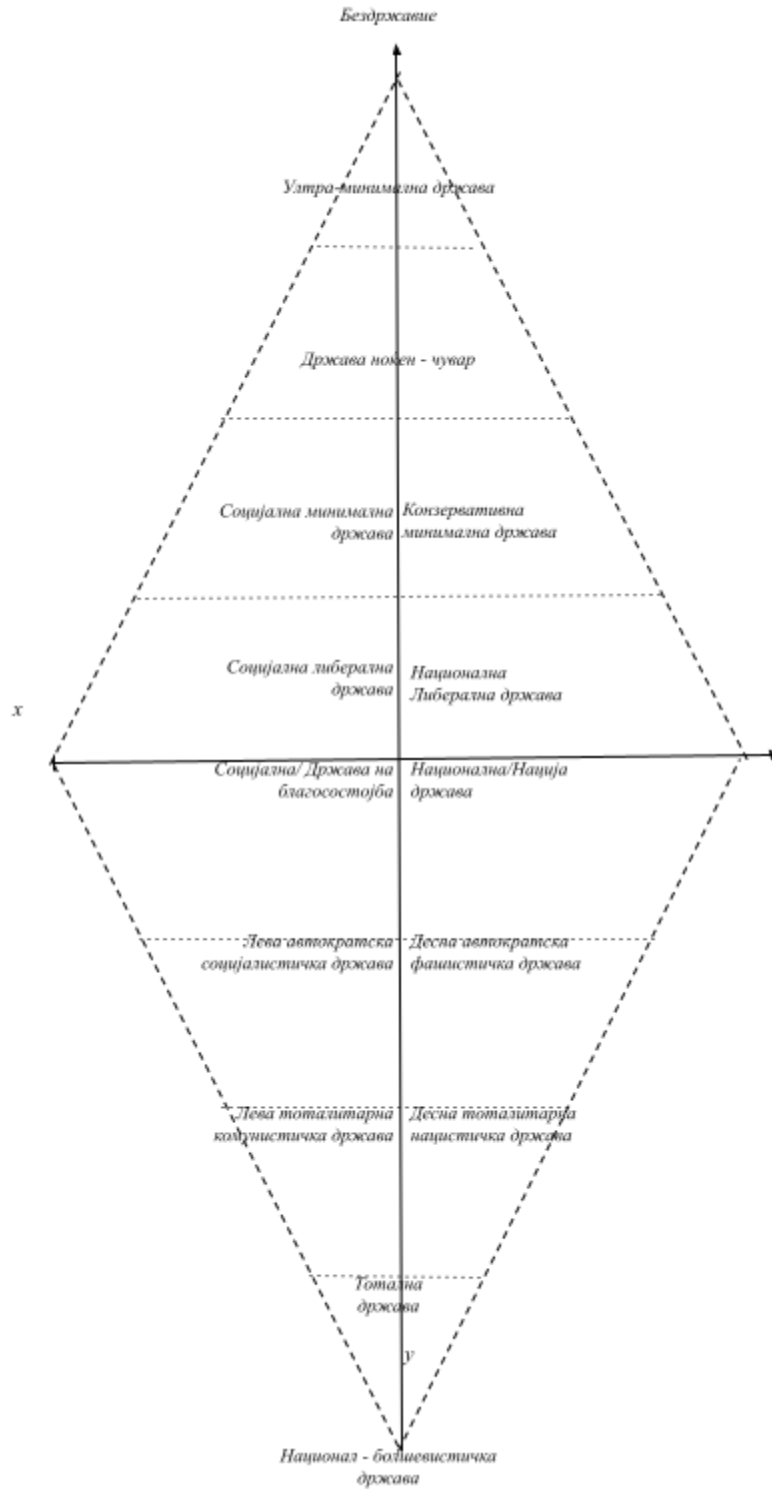 Бездржавие
Ултра-минимална држава
Држава ноќен - чувар
Социјална минимална
држава
Конзервативна
минимална држава
Социјална либерална
држава
Национална
Либерална држава
x
Социјална/ Држава на
благосостојба
Национална/Нација
држава
Лева автократска
социјалистичка држава
Десна автократска
фашистичка држава
Лева тоталитарна
комунистичка држава
Десна тоталитарна
нацистичка држава
Тотална
држава
y
Национал - болшевистичка
држава